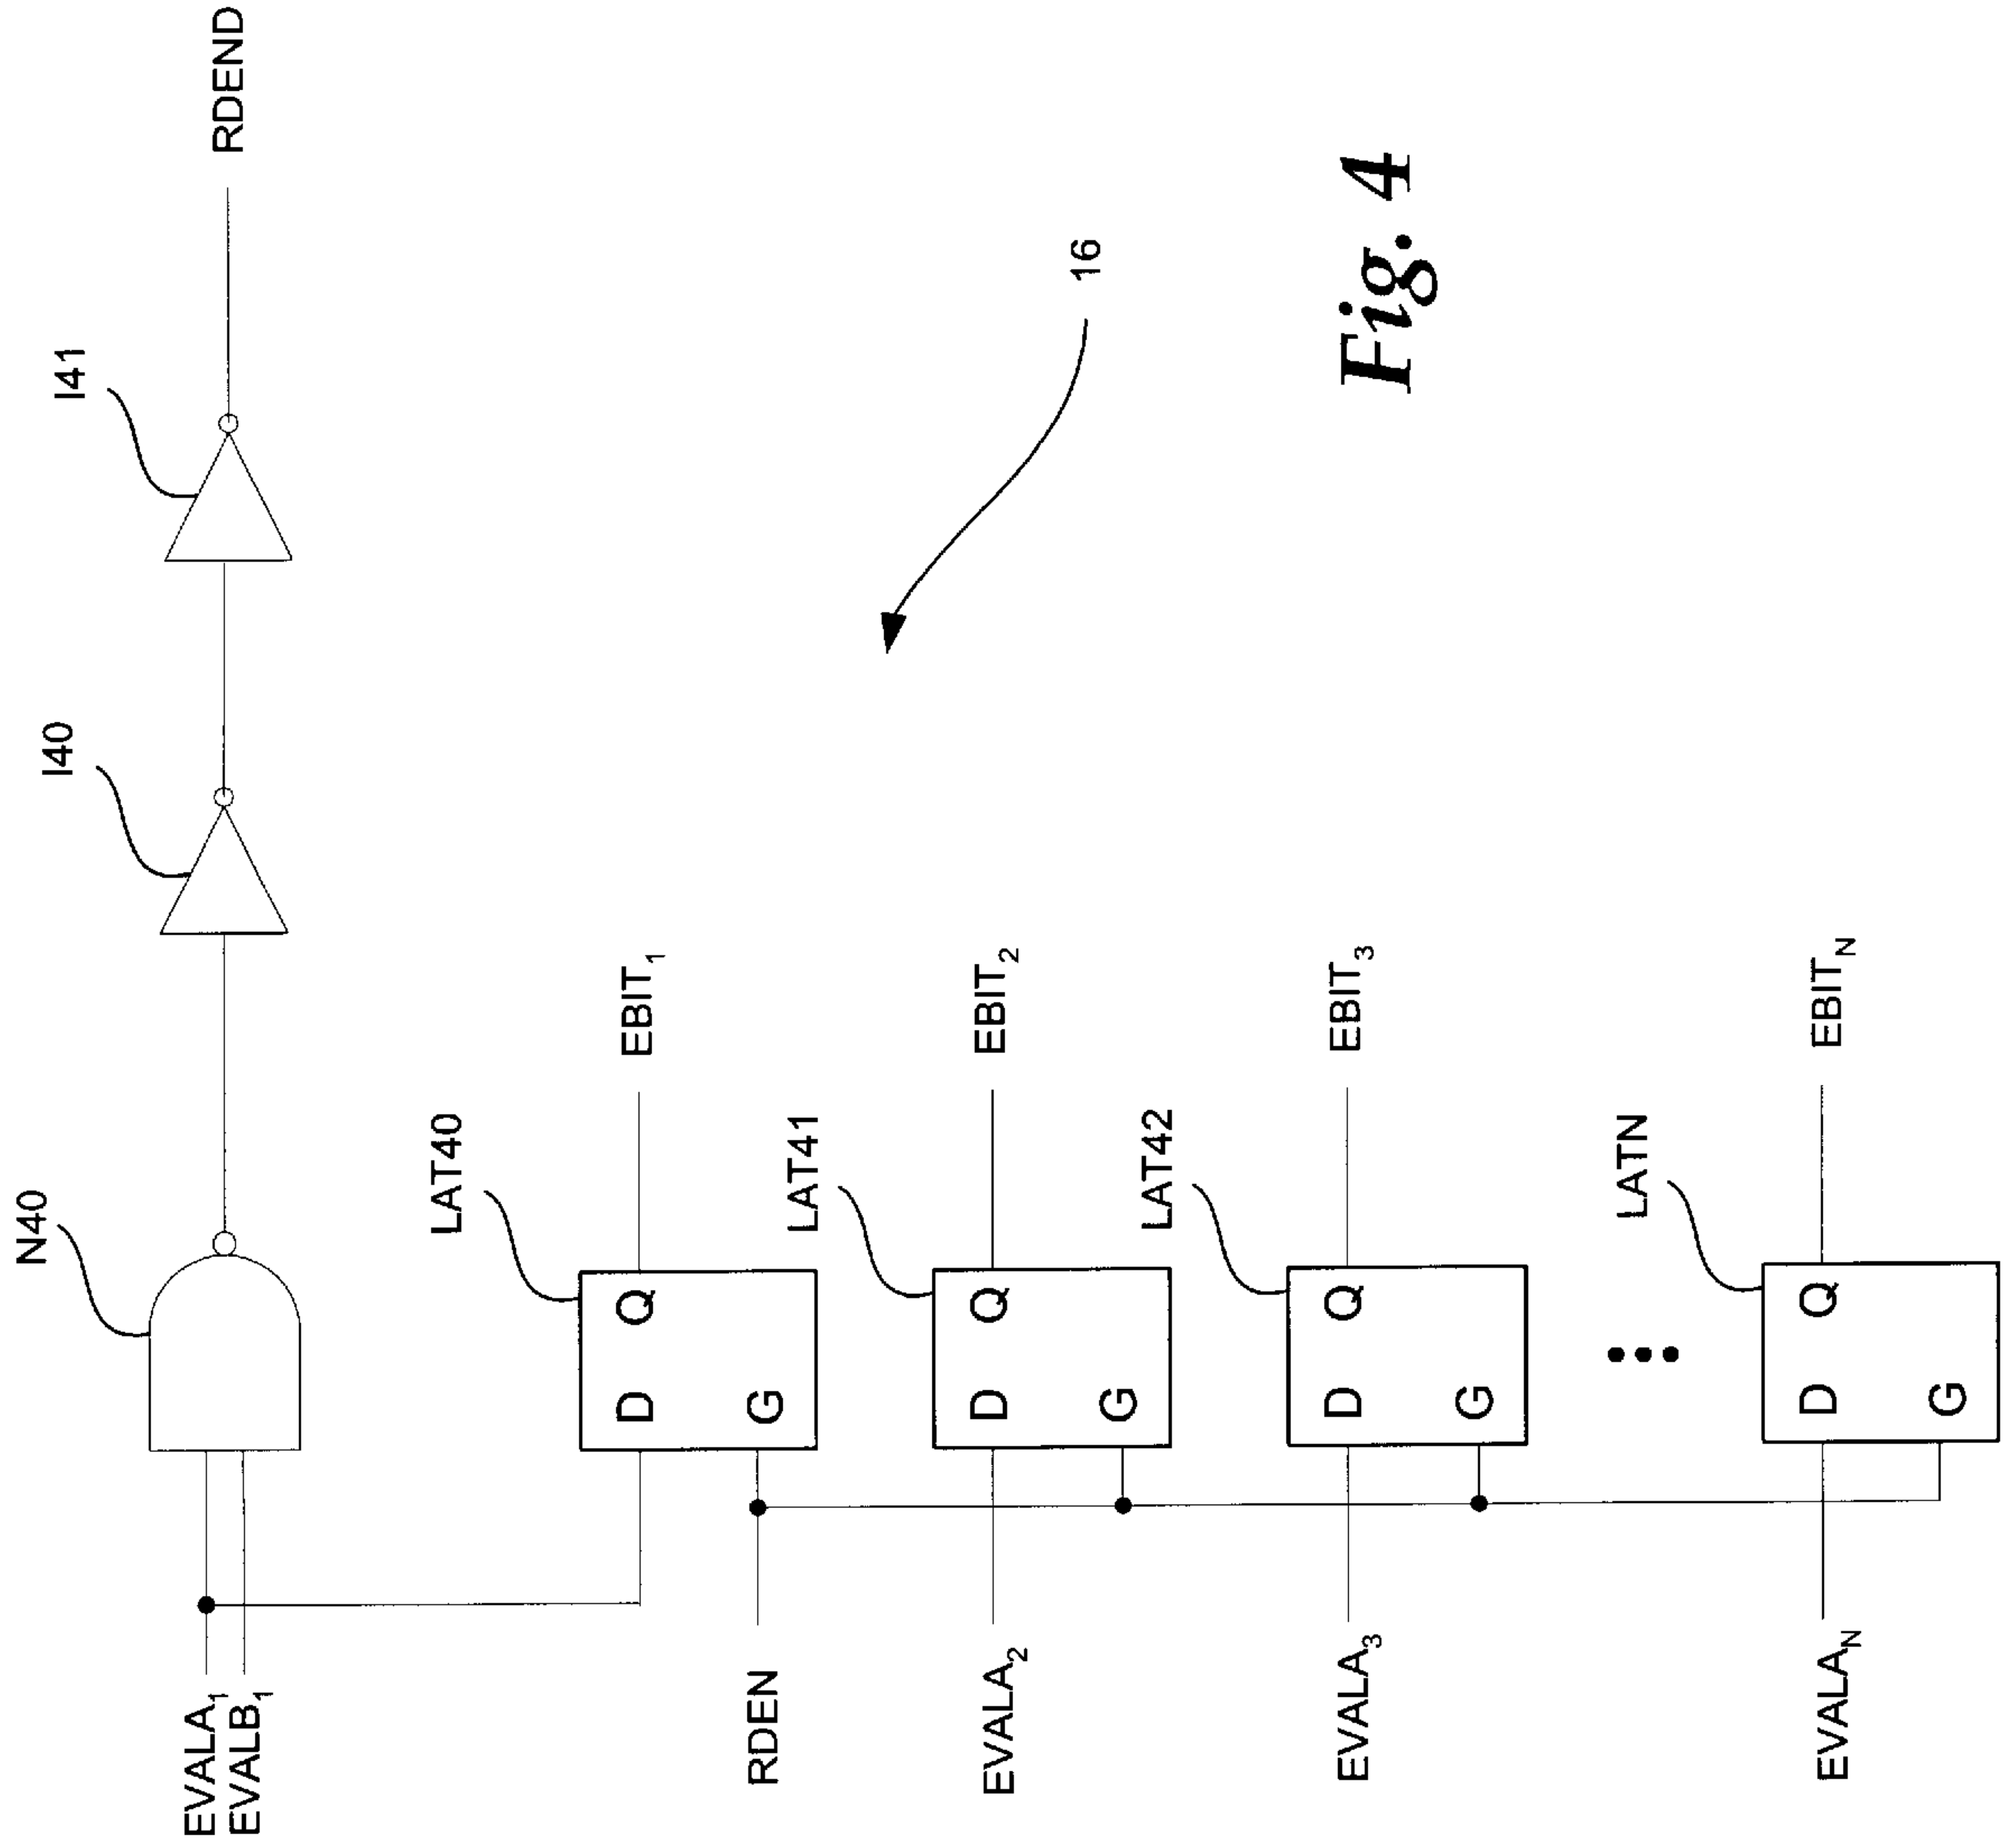 EVALA₁
EVALB₁
N40
I40
I41
RDEND
LAT40
D Q
G
EBIT₁
RDEN
LAT41
D Q
G
EVALA₂
EBIT₂
LAT42
D Q
G
EVALA₃
EBIT₃
LATN
D Q
G
EVALAN
EBITN
16
Fig. 4